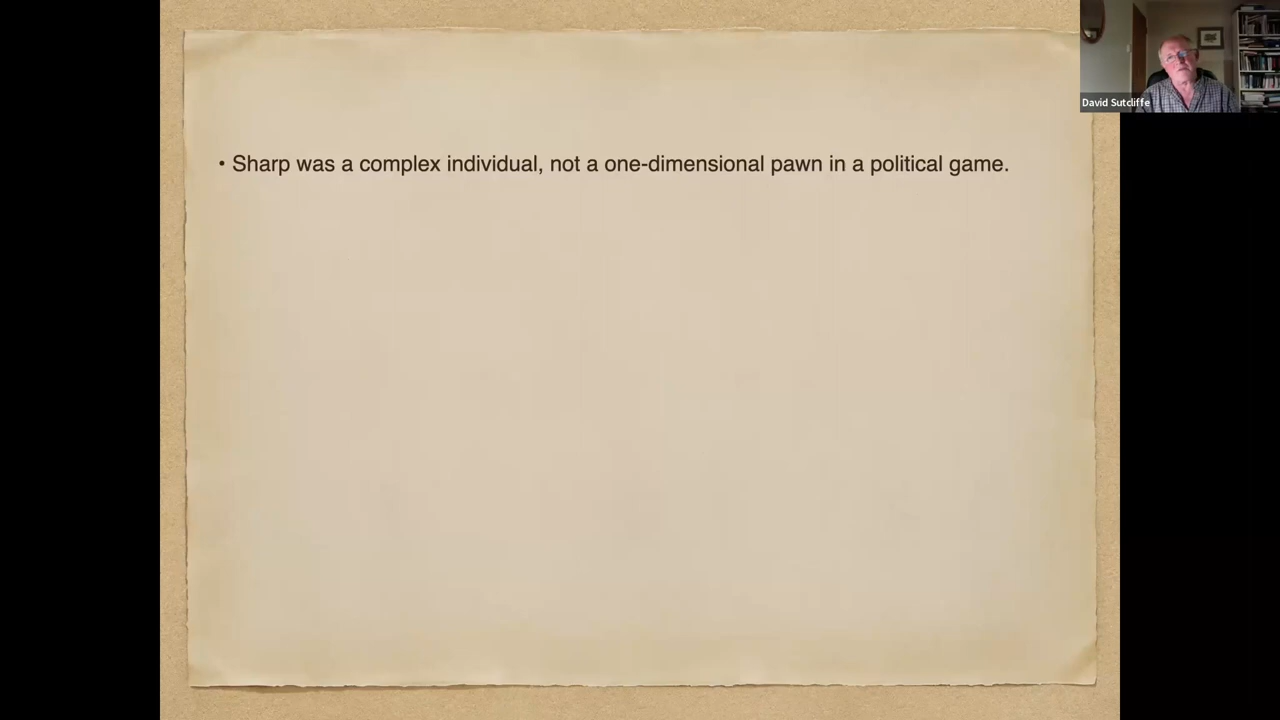 • Sharp was a complex individual, not a one-dimensional pawn in a political game.
David Sutcliffe